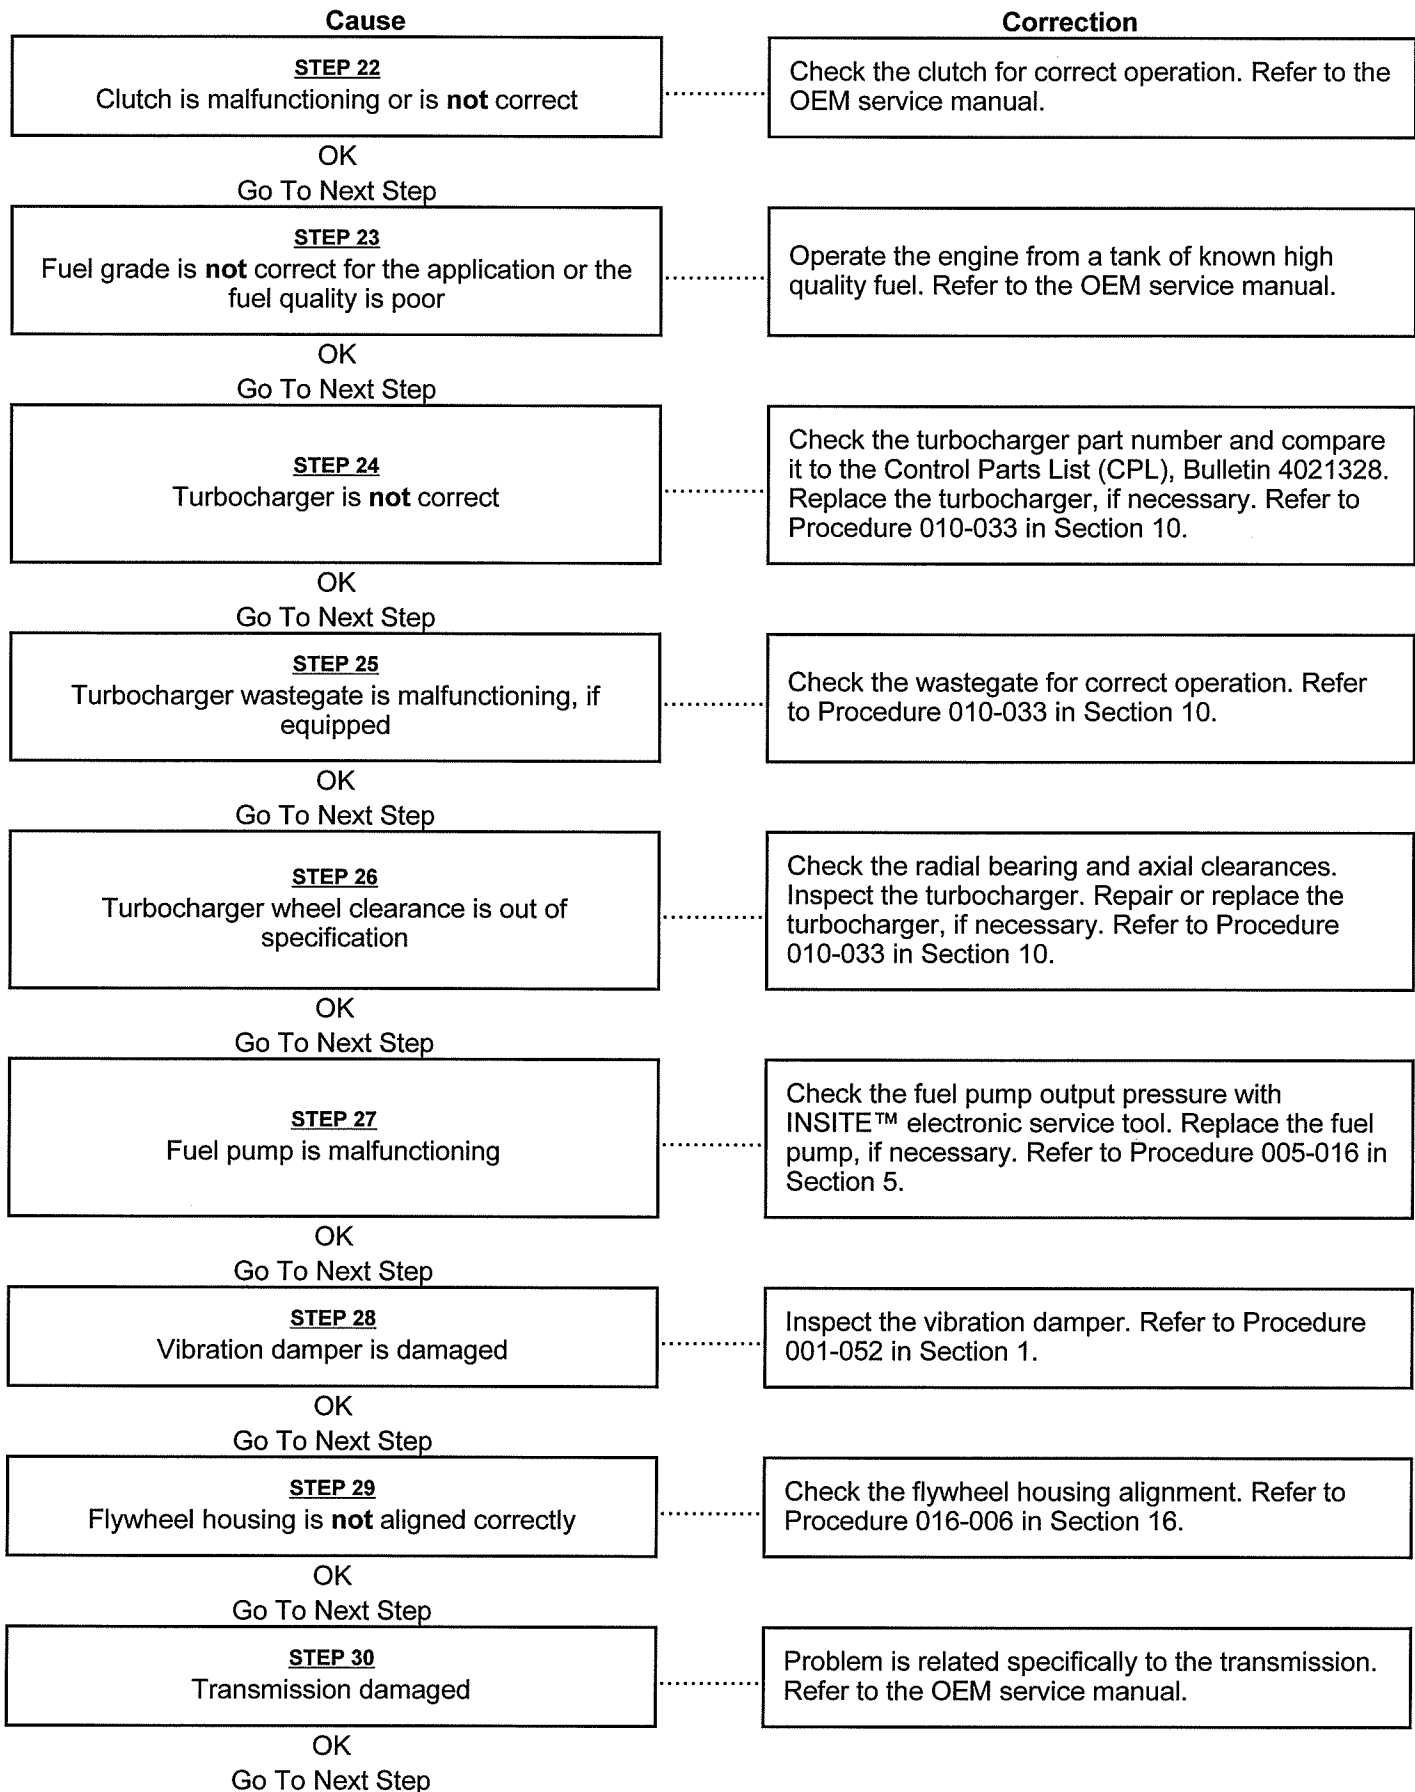 Cause
Correction
STEP 22
Clutch is malfunctioning or is not correct
Check the clutch for correct operation. Refer to the
OEM service manual.
OK
Go To Next Step
STEP 23
Fuel grade is not correct for the application or the
fuel quality is poor
Operate the engine from a tank of known high
quality fuel. Refer to the OEM service manual.
OK
Go To Next Step
STEP 24
Turbocharger is not correct
Check the turbocharger part number and compare
it to the Control Parts List (CPL), Bulletin 4021328.
Replace the turbocharger, if necessary. Refer to
Procedure 010-033 in Section 10.
OK
Go To Next Step
STEP 25
Turbocharger wastegate is malfunctioning, if
equipped
Check the wastegate for correct operation. Refer
to Procedure 010-033 in Section 10.
OK
Go To Next Step
STEP 26
Turbocharger wheel clearance is out of
specification
Check the radial bearing and axial clearances.
Inspect the turbocharger. Repair or replace the
turbocharger, if necessary. Refer to Procedure
010-033 in Section 10.
OK
Go To Next Step
STEP 27
Fuel pump is malfunctioning
Check the fuel pump output pressure with
INSITE™ electronic service tool. Replace the fuel
pump, if necessary. Refer to Procedure 005-016 in
Section 5.
OK
Go To Next Step
STEP 28
Vibration damper is damaged
Inspect the vibration damper. Refer to Procedure
001-052 in Section 1.
OK
Go To Next Step
STEP 29
Flywheel housing is not aligned correctly
Check the flywheel housing alignment. Refer to
Procedure 016-006 in Section 16.
OK
Go To Next Step
STEP 30
Transmission damaged
Problem is related specifically to the transmission.
Refer to the OEM service manual.
OK
Go To Next Step